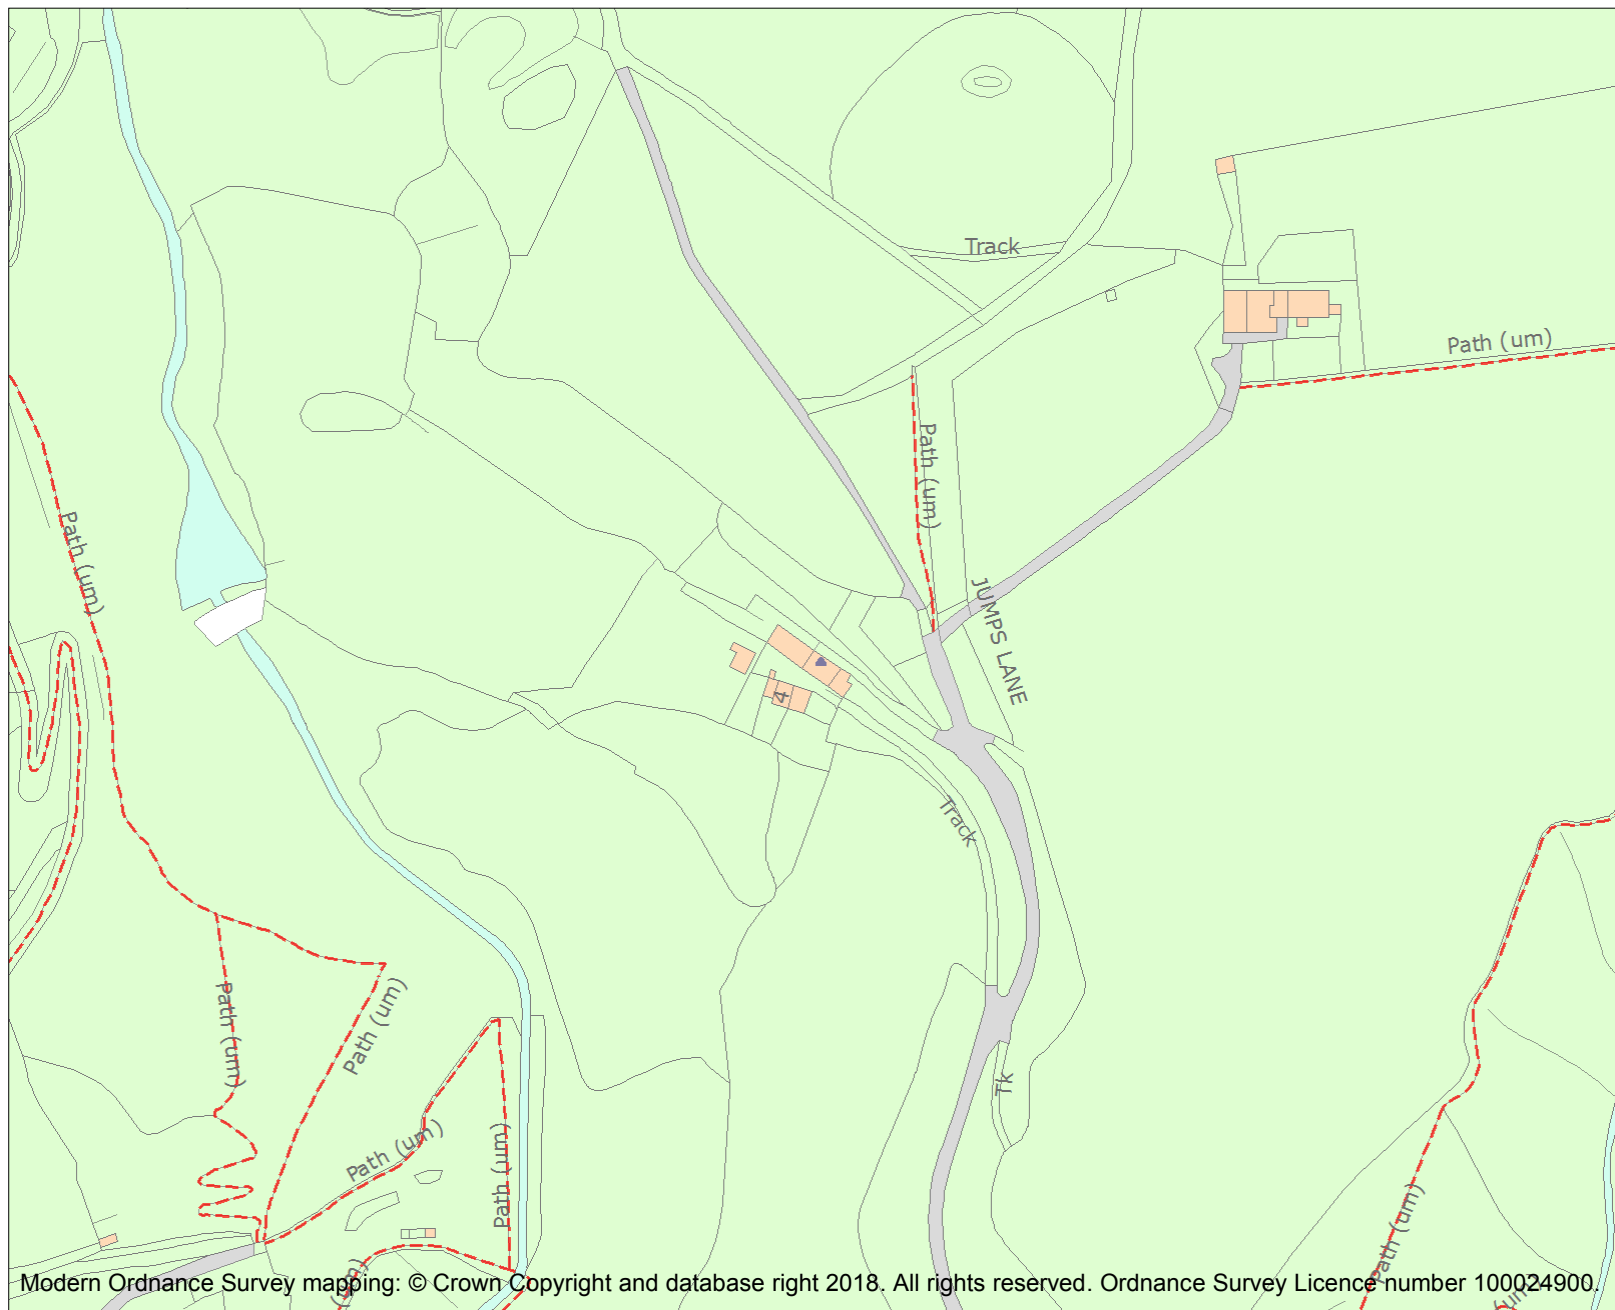 Track
Path (um)
Path (um)
Path (um)
JUMPS LANE
4
Track
Path (um)
Path (um)
Tk
Path (um)
Path (um)
Path (um)
(um)
(um)
Modern Ordnance Survey mapping: © Crown Copyright and database right 2018. All rights reserved. Ordnance Survey Licence number 100024900.